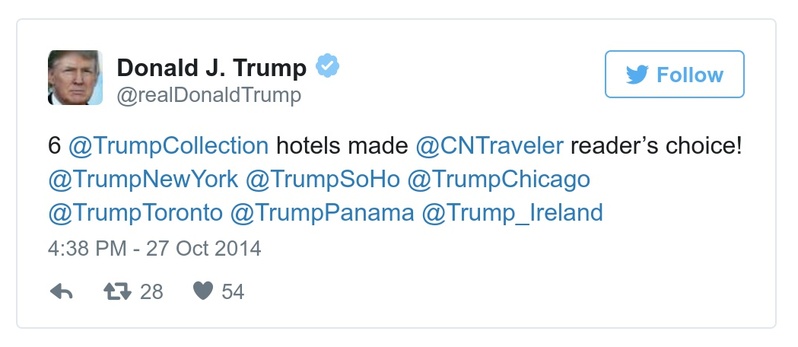 Donald J. Trump
@realDonaldTrump
Follow
6 @TrumpCollection hotels made @CNTraveler reader’s choice!
@TrumpNewYork @TrumpSoHo @TrumpChicago
@TrumpToronto @TrumpPanama @Trump_Ireland
4:38 PM - 27 Oct 2014
28 54